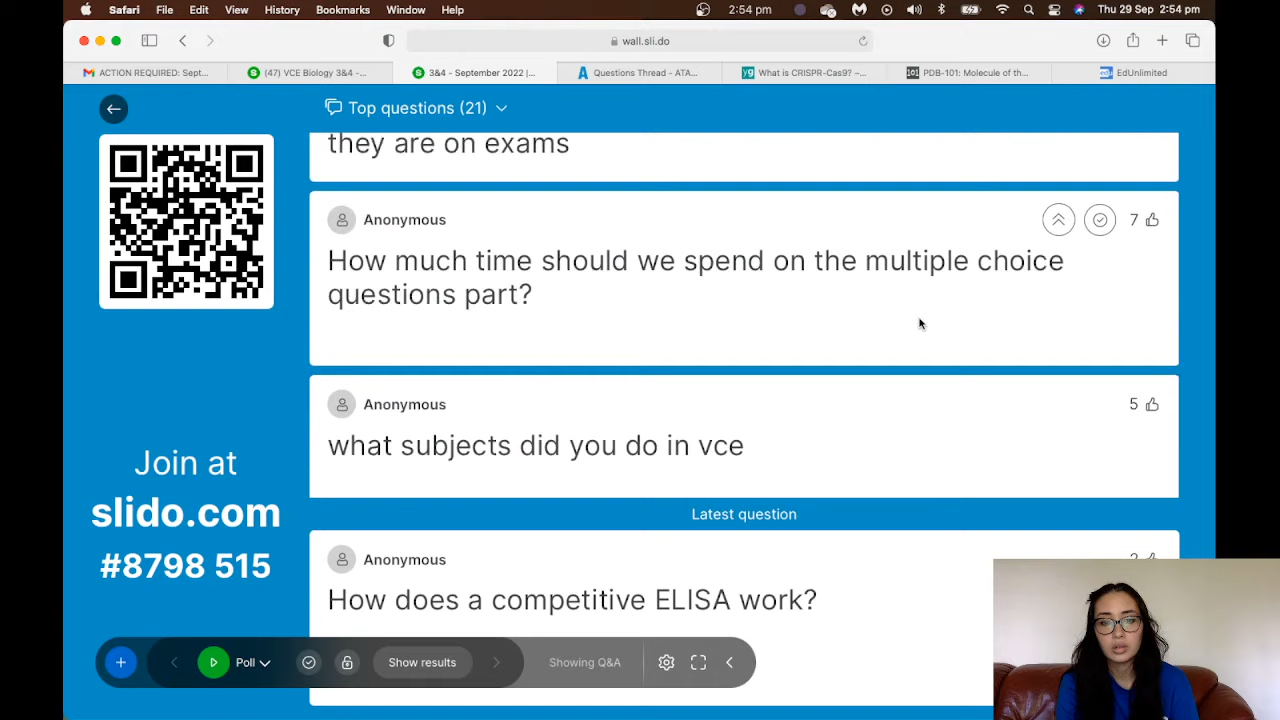 Safari File Edit View History Bookmarks Window Help 2:54 pm Thu 29 Sep 2:54 pm
wall.sli.do
ACTION REQUIRED: Sept... (47) VCE Biology 3&4 -... 3&4 - September 2022 |... Questions Thread - ATA... What is CRISPR-Cas9? -... PDB-101: Molecule of th... EdUnlimited
Top questions (21)
they are on exams
Anonymous 7
How much time should we spend on the multiple choice
questions part?
Anonymous 5
what subjects did you do in vce
Join at
slido.com
#8798 515
Latest question
Anonymous
How does a competitive ELISA work?
Poll Show results Showing Q&A